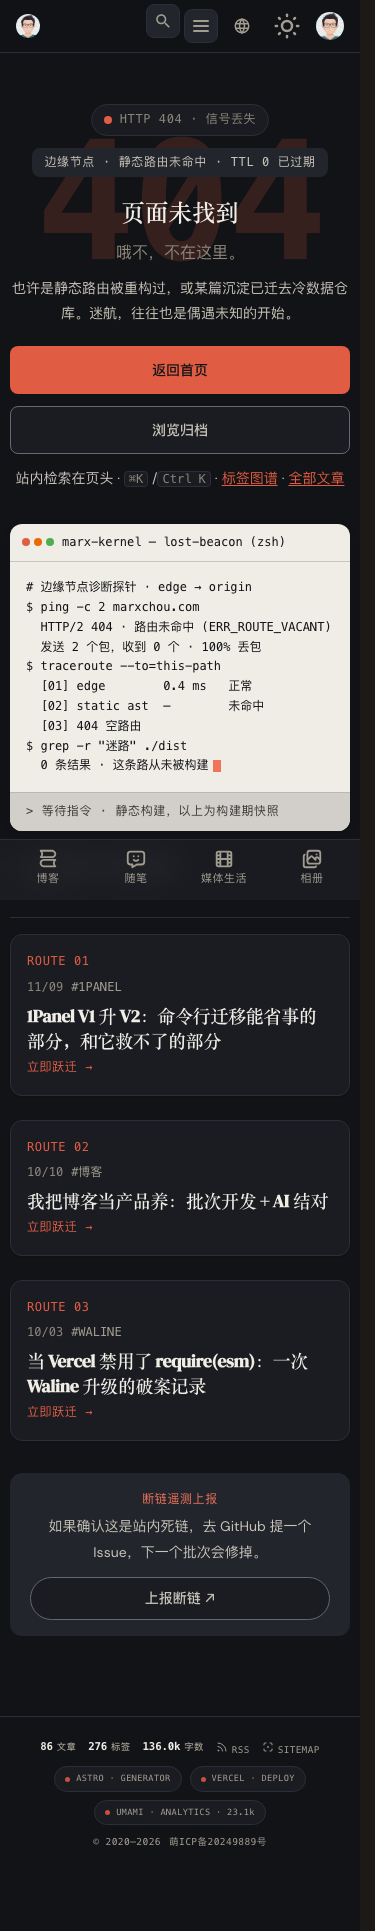 HTTP 404 · 信号丢失
404
边缘节点 · 静态路由未命中 · TTL 0 已过期
页面未找到
哦不，不在这里。
也许是静态路由被重构过，或某篇沉淀已迁去冷数据仓
库。迷航，往往也是偶遇未知的开始。
返回首页
浏览归档
站内检索在页头 · ⌘K / Ctrl K · 标签图谱 · 全部文章
marx-kernel — lost-beacon (zsh)
# 边缘节点诊断探针 · edge → origin
$ ping -c 2 marxchou.com
HTTP/2 404 · 路由未命中 (ERR_ROUTE_VACANT)
发送 2 个包，收到 0 个 · 100% 丢包
$ traceroute --to=this-path
[01] edge 0.4 ms 正常
[02] static ast — 未命中
[03] 404 空路由
$ grep -r "迷路" ./dist
0 条结果 · 这条路从未被构建
> 等待指令 · 静态构建，以上为构建期快照
博客 随笔 媒体生活 相册
ROUTE 01
11/09 #1PANEL
1Panel V1 升 V2：命令行迁移能省事的
部分，和它救不了的部分
立即跃迁 →
ROUTE 02
10/10 #博客
我把博客当产品养：批次开发 + AI 结对
立即跃迁 →
ROUTE 03
10/03 #WALINE
当 Vercel 禁用了 require(esm)：一次
Waline 升级的破案记录
立即跃迁 →
断链遥测上报
如果确认这是站内死链，去 GitHub 提一个
Issue，下一个批次会修掉。
上报断链 ↗
86 文章 276 标签 136.0k 字数 RSS SITEMAP
ASTRO · GENERATOR VERCEL · DEPLOY
UMAMI · ANALYTICS · 23.1k
© 2020—2026 萌ICP备20249889号